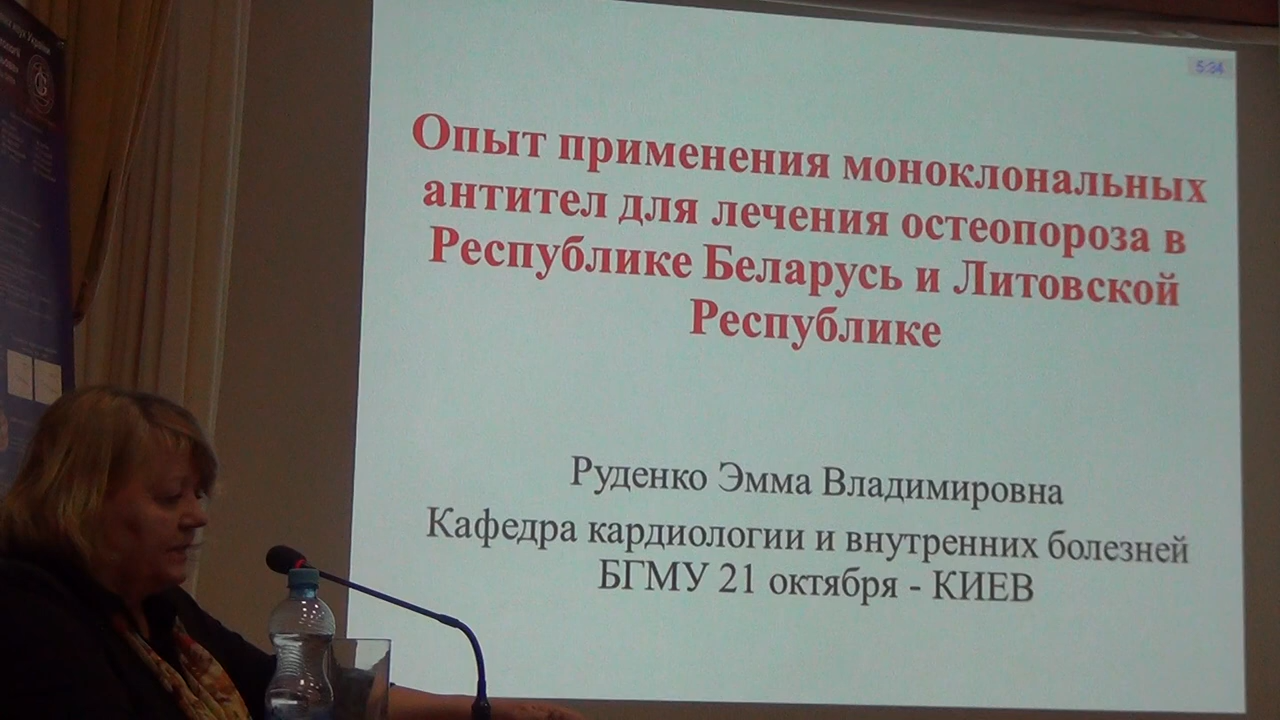 5:34
Опыт применения моноклональных
антител для лечения остеопороза в
Республике Беларусь и Литовской
Республике
Руденко Эмма Владимировна
Кафедра кардиологии и внутренних болезней
БГМУ 21 октября - КИЕВ